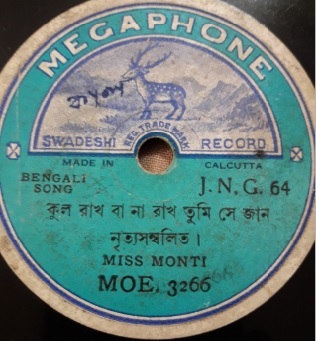 MEGAPHONE
SWADESHI RECORD
REG. TRADE MARK
MADE IN CALCUTTA
BENGALI SONG J.N.G. 64
কুল রাখ বা না রাখ তুমি সে জান
নৃত্যসম্বলিত।
MISS MONTI
MOE. 3266